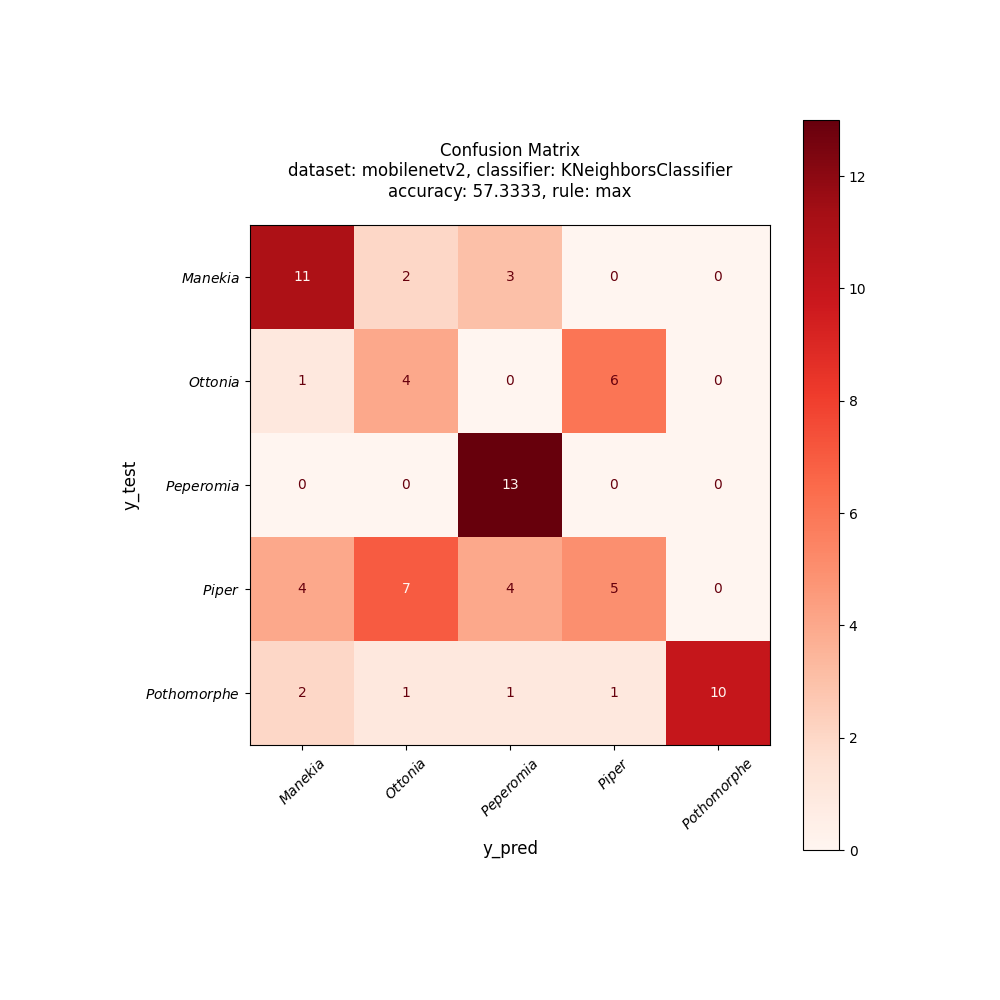 Confusion Matrix
dataset: mobilenetv2, classifier: KNeighborsClassifier
accuracy: 57.3333, rule: max
Manekia 11 2 3 0 0
Ottonia 1 4 0 6 0
Peperomia 0 0 13 0 0
Piper 4 7 4 5 0
Pothomorphe 2 1 1 1 10
y_test
Manekia Ottonia Peperomia Piper Pothomorphe
y_pred
12
10
8
6
4
2
0